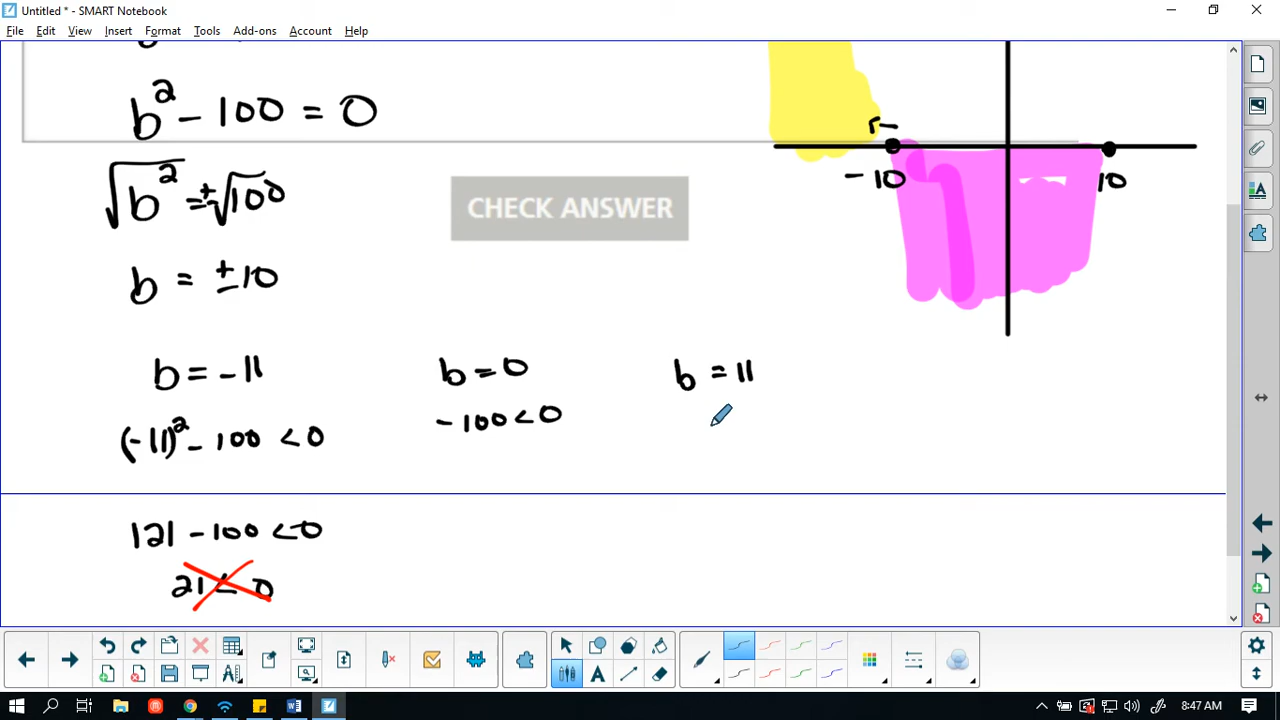 Untitled * - SMART Notebook
File Edit View Insert Format Tools Add-ons Account Help
b² - 100 = 0
√b² = ±√100
b = ±10
CHECK ANSWER
-10
10
b = -11
(-11)² - 100 < 0
121 - 100 < 0
21 < 0
b = 0
-100 < 0
b = 11
8:47 AM